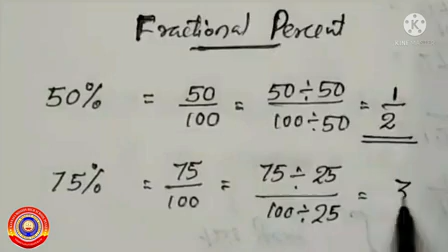 Fractional Percent
50% = 50/100 = 50÷50/100÷50 = 1/2
75% = 75/100 = 75÷25/100÷25 = 3